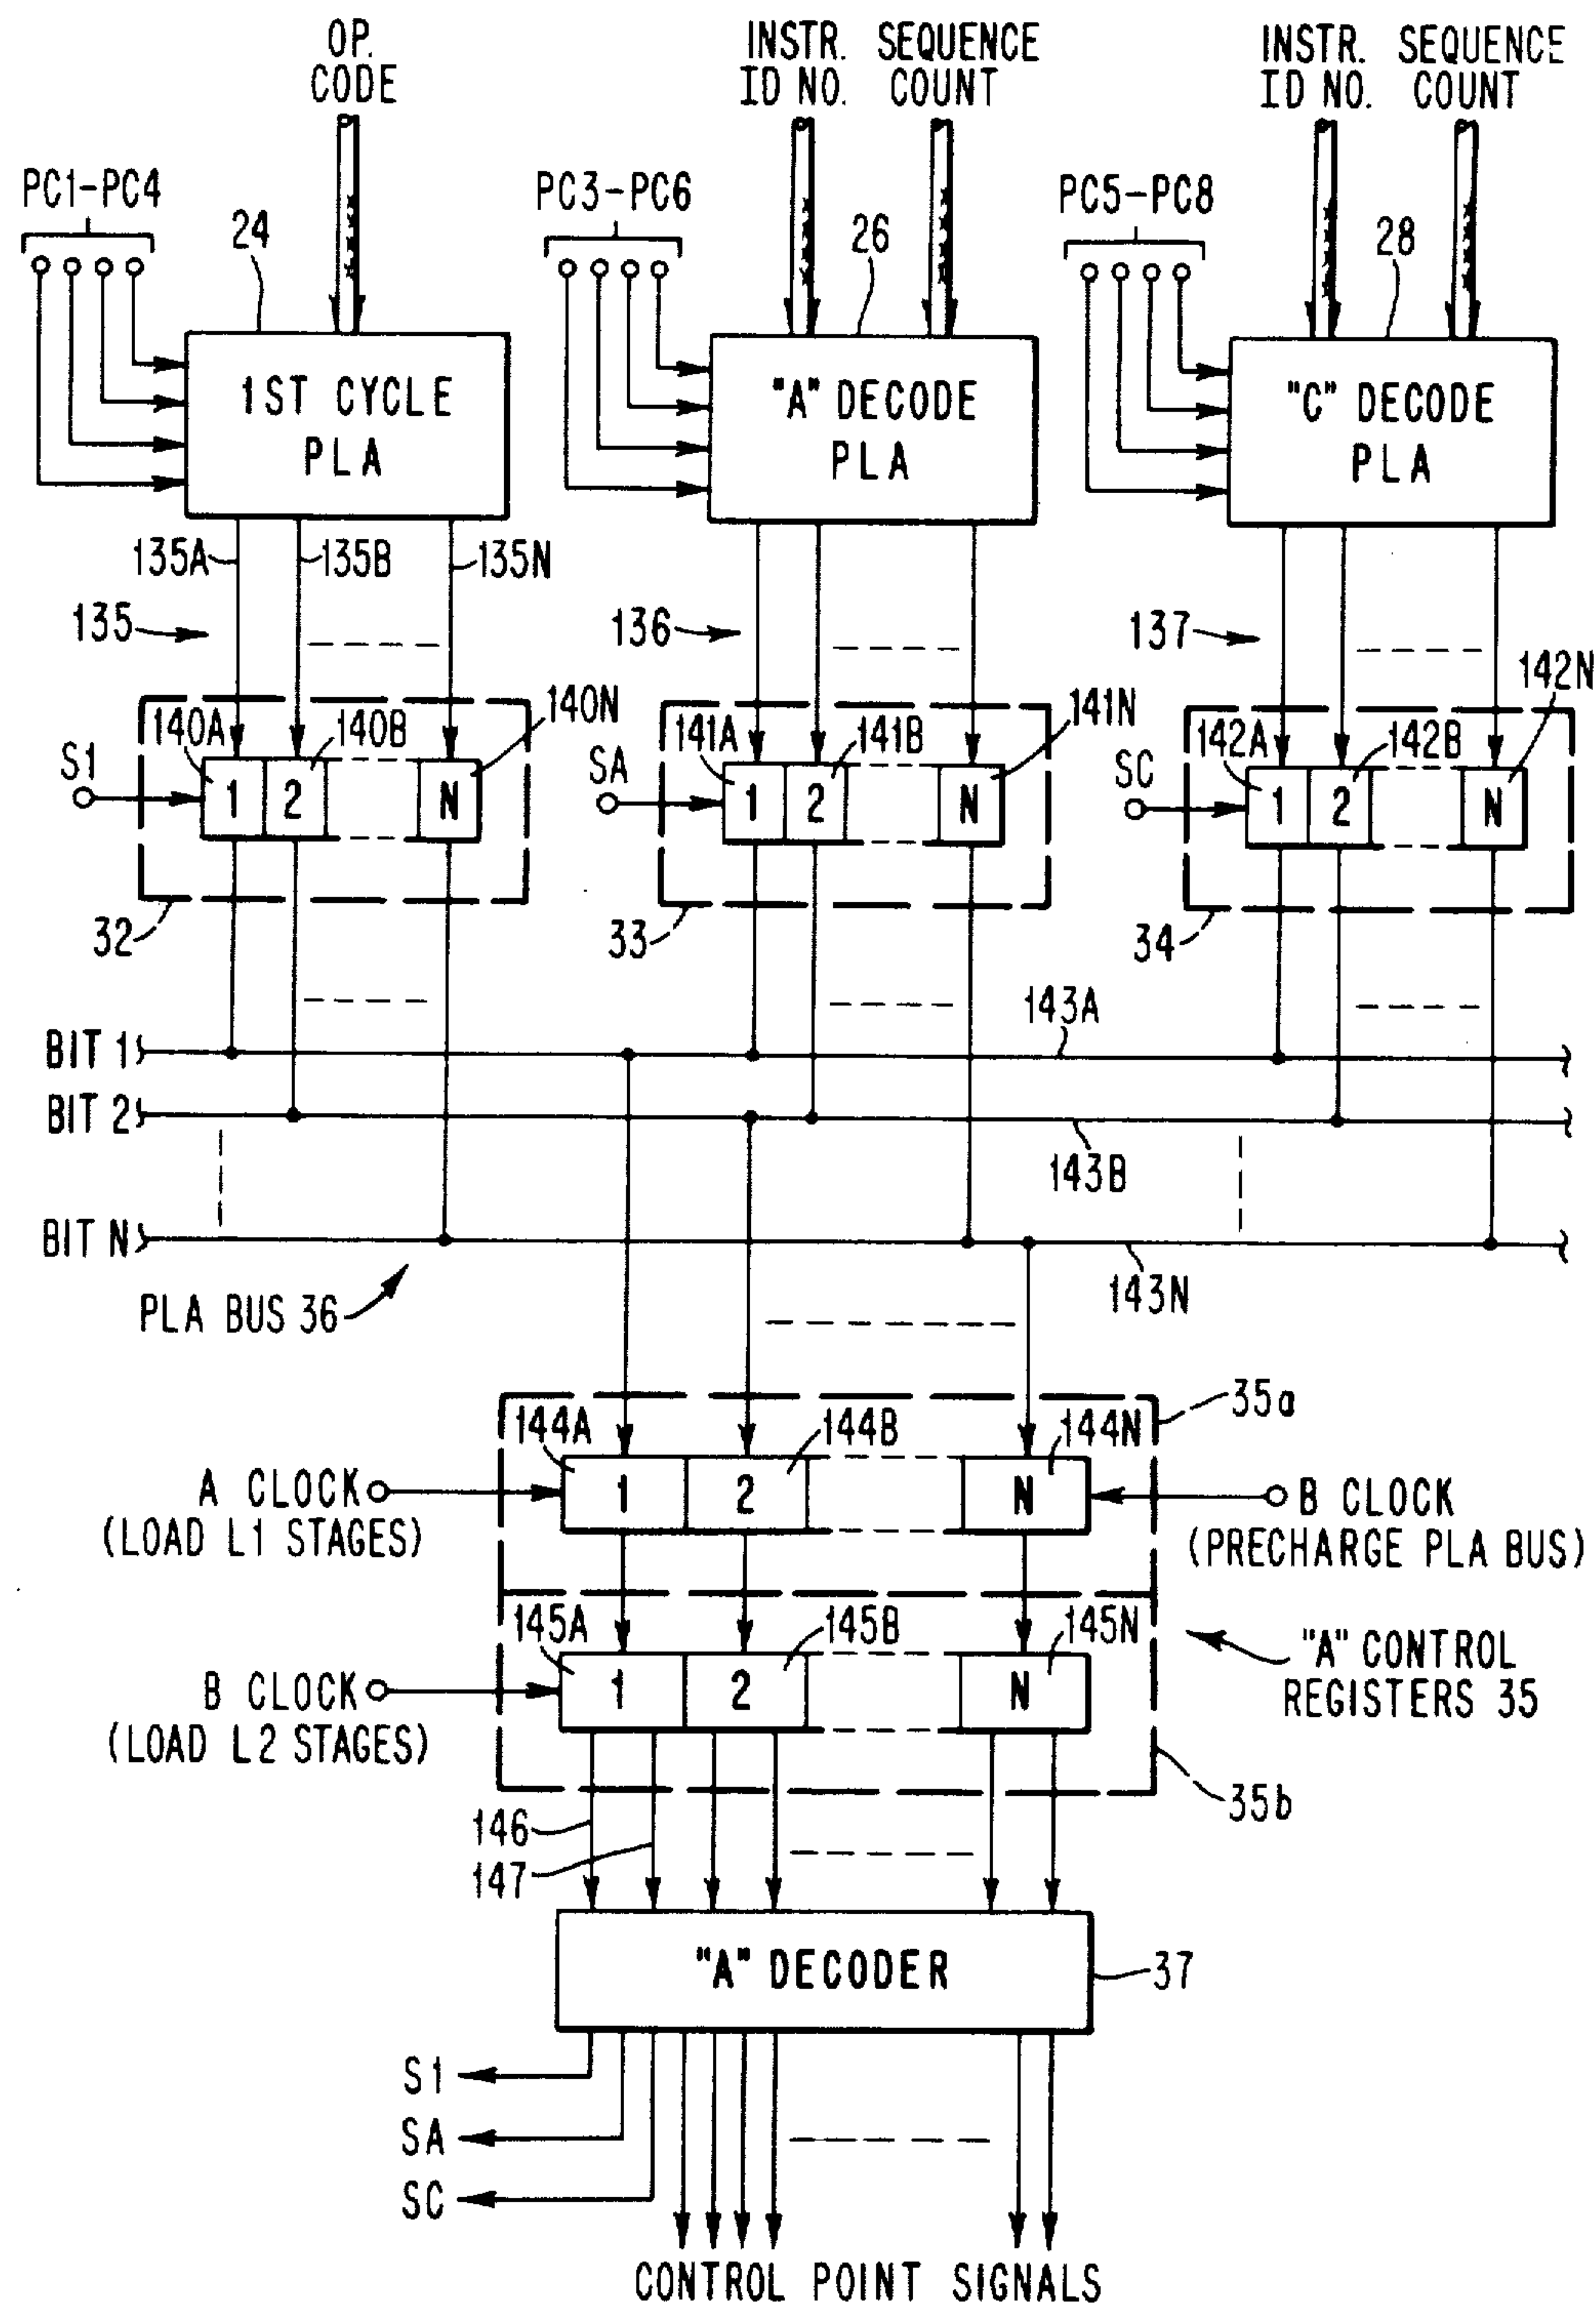 OP.
CODE
INSTR. SEQUENCE
ID NO. COUNT
INSTR. SEQUENCE
ID NO. COUNT
PC1-PC4
24
PC3-PC6
26
PC5-PC8
28
1ST CYCLE
PLA
"A" DECODE
PLA
"C" DECODE
PLA
135A
135B
135N
135
136
137
140A
140B
140N
141A
141B
141N
142A
142B
142N
S1
1
2
N
SA
1
2
N
SC
1
2
N
32
33
34
143A
BIT 1
BIT 2
143B
BIT N
143N
PLA BUS 36
35a
144A
144B
144N
A CLOCK
(LOAD L1 STAGES)
1
2
N
B CLOCK
(PRECHARGE PLA BUS)
145A
145B
145N
"A" CONTROL
REGISTERS 35
B CLOCK
(LOAD L2 STAGES)
1
2
N
35b
146
147
"A" DECODER
37
S1
SA
SC
CONTROL POINT SIGNALS